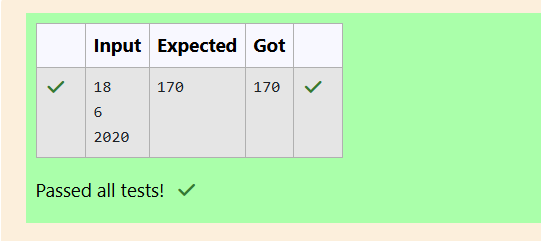 Input Expected Got
18 170 170
6
2020
Passed all tests!